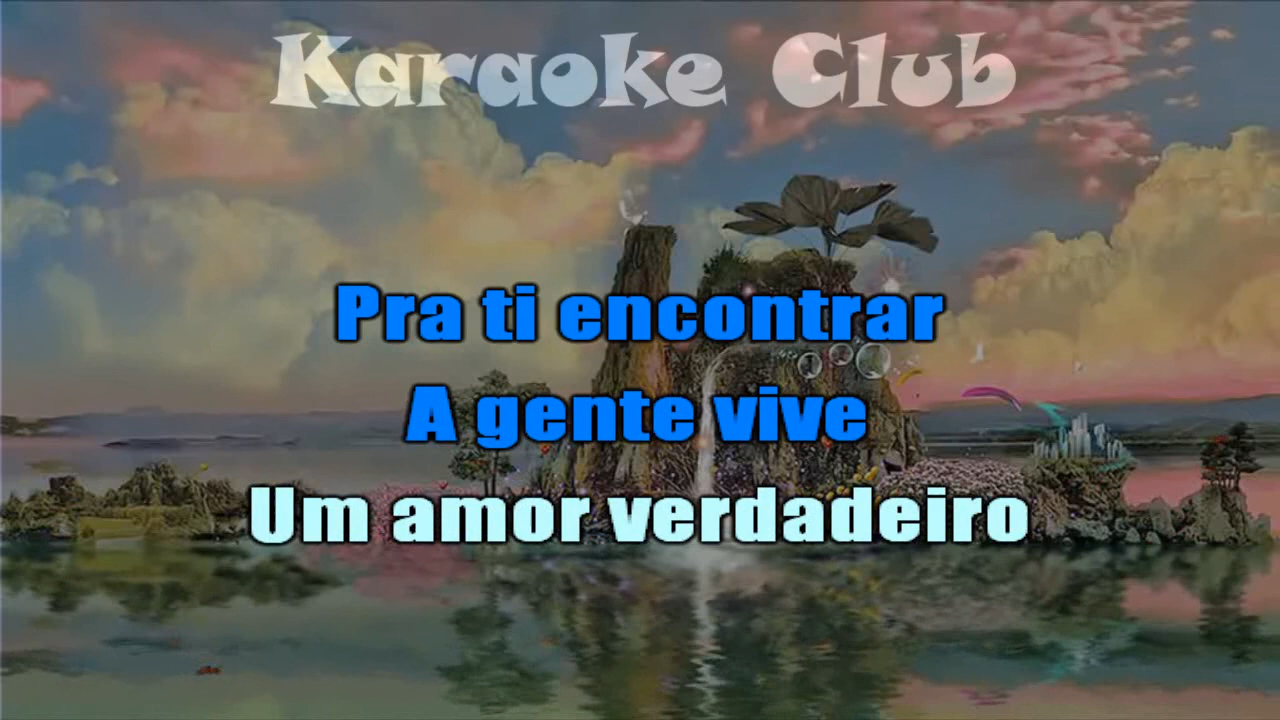 Karaoke Club
Pra ti encontrar
A gente vive
Um amor verdadeiro